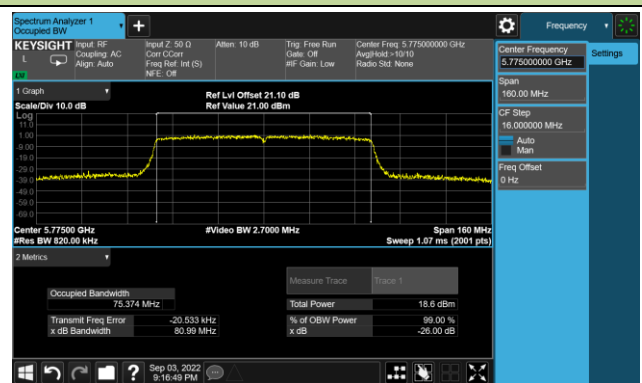 Spectrum Analyzer 1
Occupied BW
Frequency
KEYSIGHT
L
Input: RF
Coupling: AC
Align: Auto
Input Z: 50 Ω
Corr CCorr
Freq Ref: Int (S)
NFE: Off
Atten: 10 dB
Trig: Free Run
Gate: Off
#IF Gain: Low
Center Freq: 5.775000000 GHz
Avg|Hold:>10/10
Radio Std: None
Center Frequency
5.775000000 GHz
Settings
Span
160.00 MHz
CF Step
16.000000 MHz
Auto
Man
Freq Offset
0 Hz
1 Graph
Scale/Div 10.0 dB
Ref Lvl Offset 21.10 dB
Ref Value 21.00 dBm
Log
11.0
1.00
-9.00
-19.0
-29.0
-39.0
-49.0
-59.0
-69.0
Center 5.77500 GHz
#Res BW 820.00 kHz
#Video BW 2.7000 MHz
Span 160 MHz
Sweep 1.07 ms (2001 pts)
2 Metrics
Measure Trace
Trace 1
Occupied Bandwidth
75.374 MHz
Total Power
18.6 dBm
Transmit Freq Error
-20.533 kHz
% of OBW Power
99.00 %
x dB Bandwidth
80.99 MHz
x dB
-26.00 dB
Sep 03, 2022
9:16:49 PM